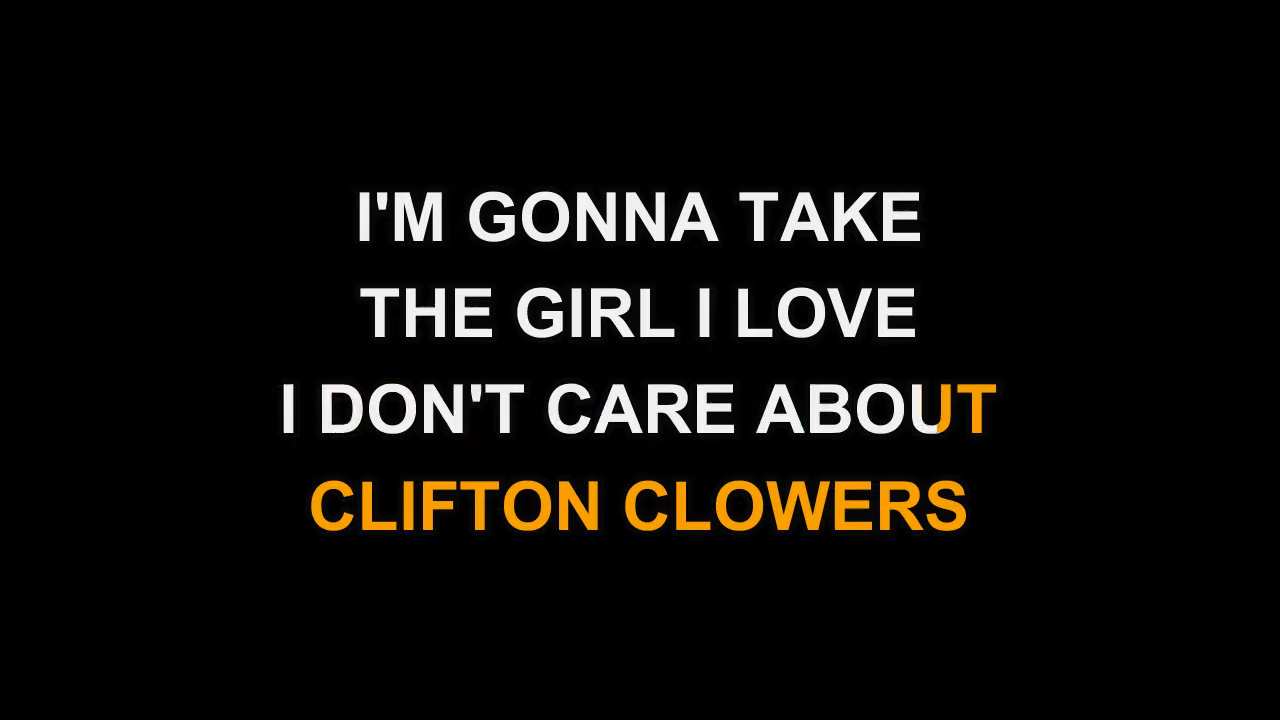 I'M GONNA TAKE
THE GIRL I LOVE
I DON'T CARE ABOUT
CLIFTON CLOWERS